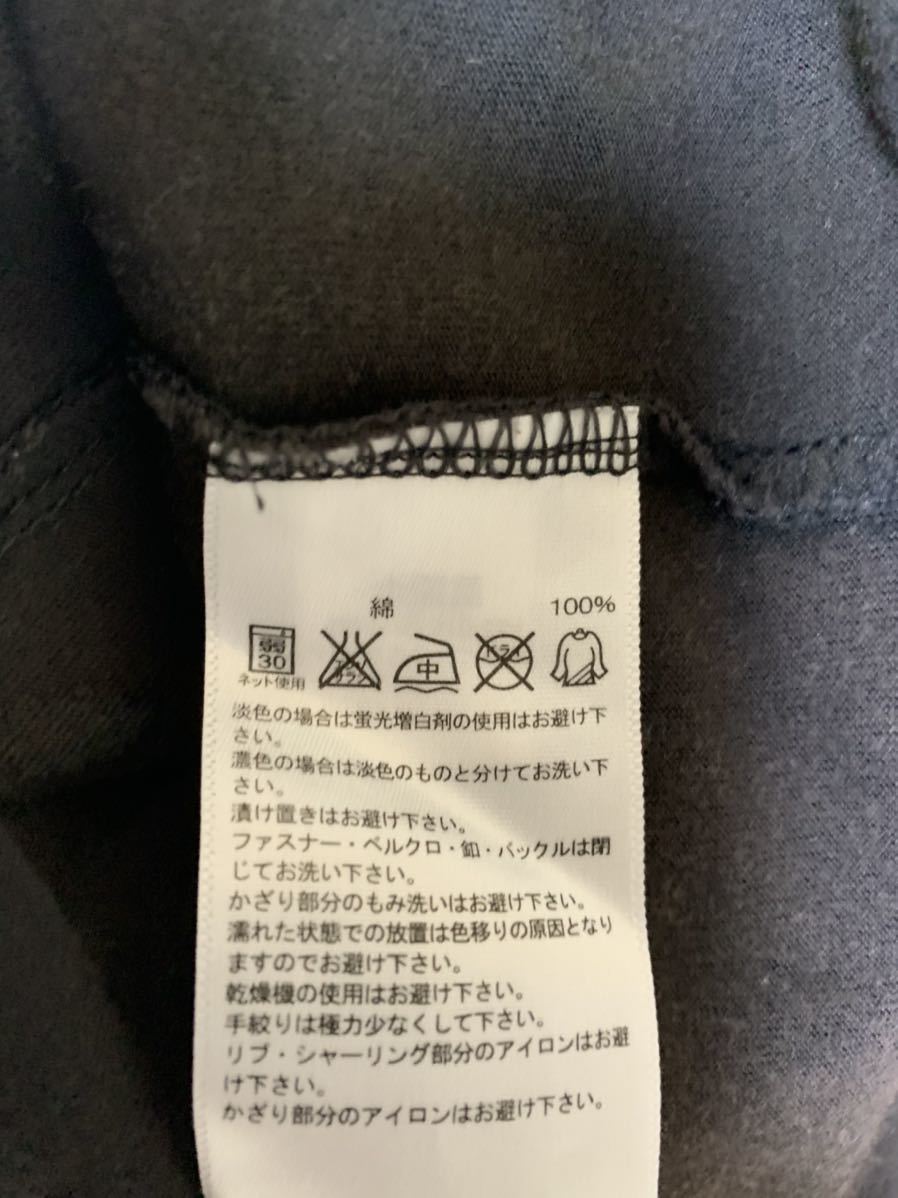 綿 100%
弱 30 エンソサラシ 中 ドライ
ネット使用
淡色の場合は蛍光増白剤の使用はお避け下
さい。
濃色の場合は淡色のものと分けてお洗い下
さい。
漬け置きはお避け下さい。
ファスナー・ベルクロ・釦・バックルは閉
じてお洗い下さい。
かざり部分のもみ洗いはお避け下さい。
濡れた状態での放置は色移りの原因となり
ますのでお避け下さい。
乾燥機の使用はお避け下さい。
手絞りは極力少なくして下さい。
リブ・シャーリング部分のアイロンはお避
け下さい。
かざり部分のアイロンはお避け下さい。